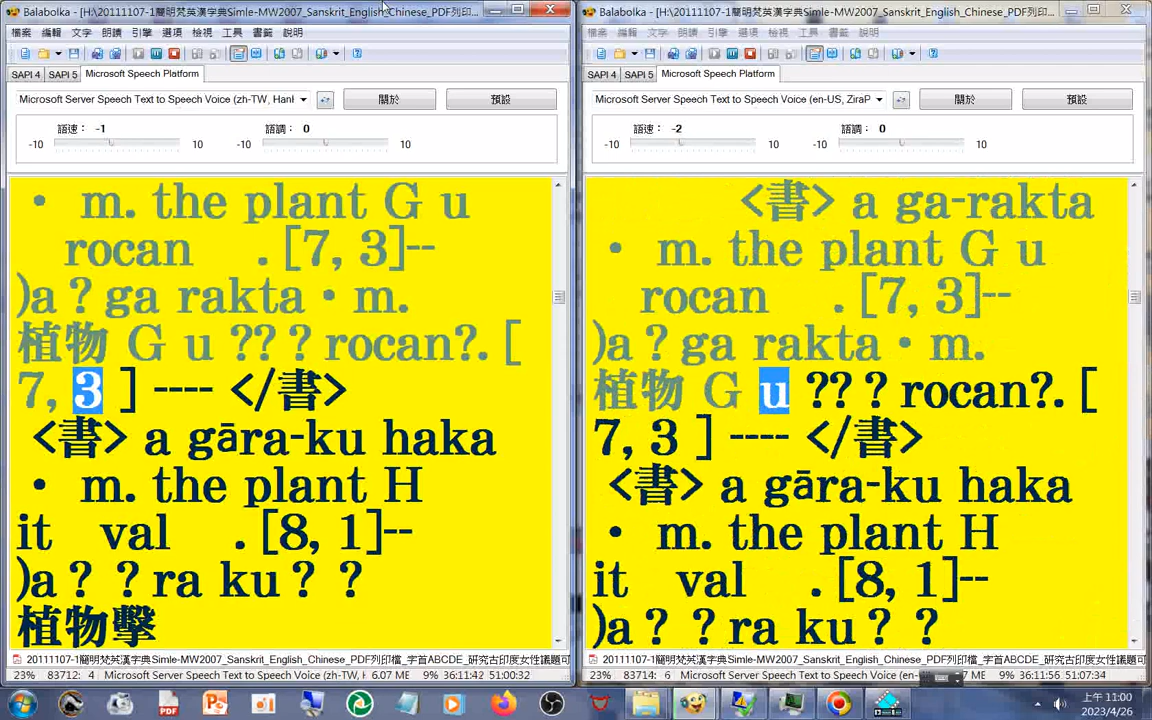 Balabolka - [H:\20111107-1簡明梵英漢字典Simle-MW2007_Sanskrit_English_Chinese_PDF列印...
檔案 編輯 文字 朗讀 引擎 選項 檢視 工具 書籤 說明
SAPI 4 SAPI 5 Microsoft Speech Platform
Microsoft Server Speech Text to Speech Voice (zh-TW, HanH
關於
預設
語速： -1
語調： 0
-10 10 -10 10
• m. the plant G u
rocan . [7, 3]--
)a ? ga rakta • m.
植物 G u ?? ? rocan?. [
7, 3 ] ---- </書>
<書> a gāra-ku haka
• m. the plant H
it val . [8, 1]--
)a ? ? ra ku ? ?
植物擊
20111107-1簡明梵英漢字典Simle-MW2007_Sanskrit_English_Chinese_PDF列印檔_字首ABCDE_研究古印度女性議題可
23% 83712: 4 Microsoft Server Speech Text to Speech Voice (zh-TW, H 6.07 ME 9% 36:11:42 51:00:32
Balabolka - [H:\20111107-1簡明梵英漢字典Simle-MW2007_Sanskrit_English_Chinese_PDF列印...
檔案 編輯 文字 朗讀 引擎 選項 檢視 工具 書籤 說明
SAPI 4 SAPI 5 Microsoft Speech Platform
Microsoft Server Speech Text to Speech Voice (en-US, ZiraP
關於
預設
語速： -2
語調： 0
-10 10 -10 10
<書> a ga-rakta
• m. the plant G u
rocan . [7, 3]--
)a ? ga rakta • m.
植物 G u ?? ? rocan?. [
7, 3 ] ---- </書>
<書> a gāra-ku haka
• m. the plant H
it val . [8, 1]--
)a ? ? ra ku ? ?
20111107-1簡明梵英漢字典Simle-MW2007_Sanskrit_English_Chinese_PDF列印檔_字首ABCDE_研究古印度女性議題可
23% 83714: 6 Microsoft Server Speech Text to Speech Voice (en-U ME 9% 36:11:56 51:07:34
上午 11:00
2023/4/26